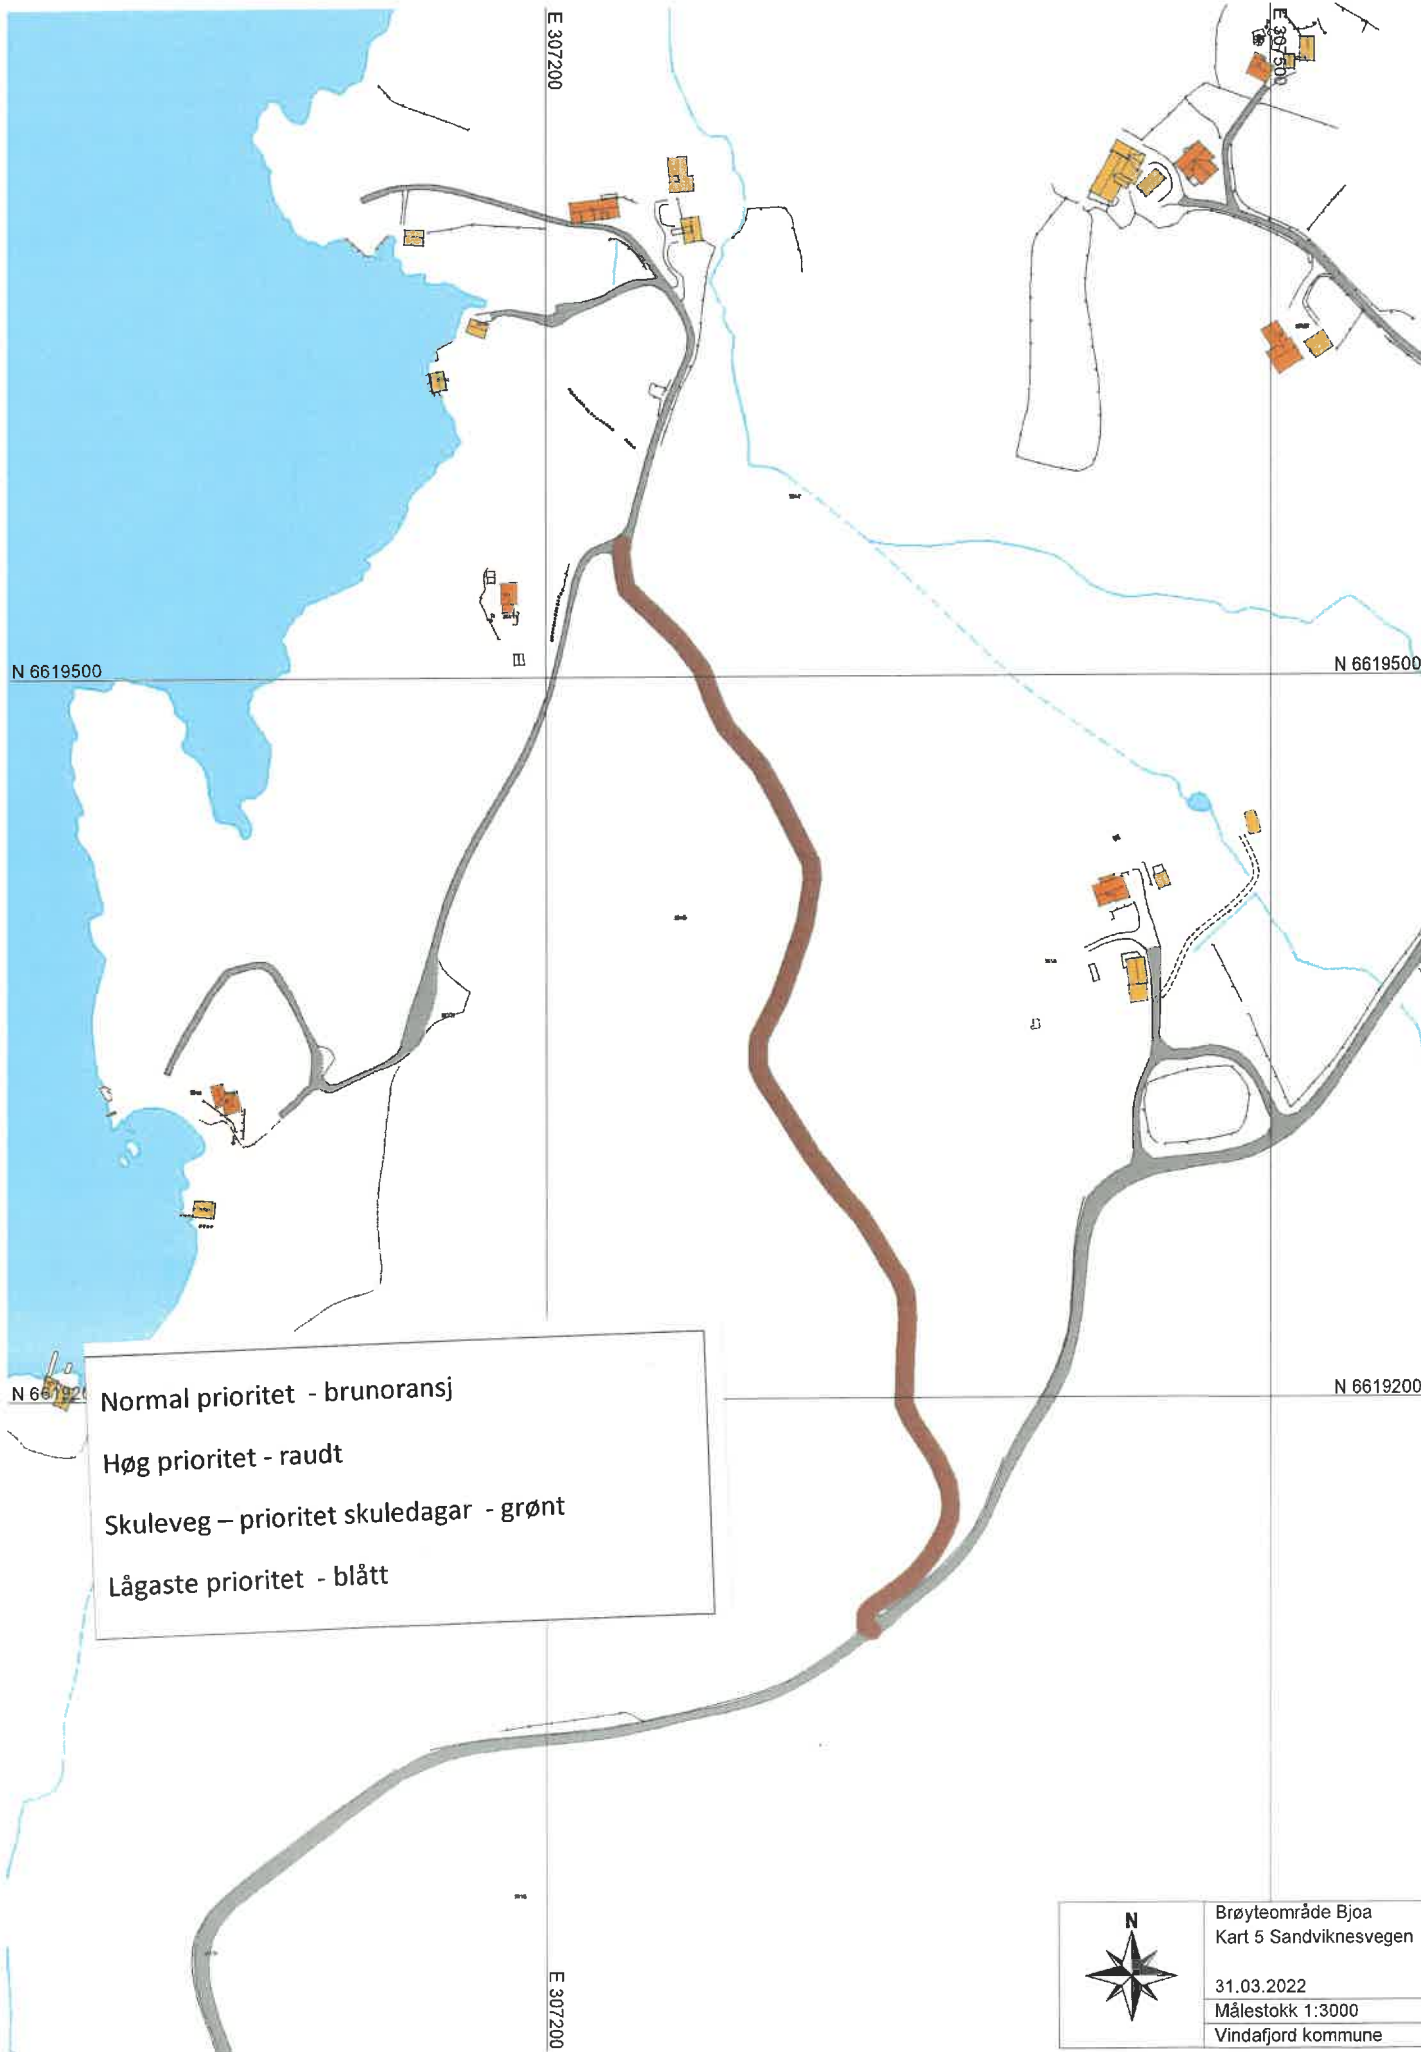 E 307200
E 307500
N 6619500
N 6619500
N 661920
N 6619200
Normal prioritet - brunoransj
Høg prioritet - raudt
Skuleveg – prioritet skuledagar - grønt
Lågaste prioritet - blått
E 307200
N
Brøyteområde Bjoa
Kart 5 Sandviknesvegen
31.03.2022
Målestokk 1:3000
Vindafjord kommune